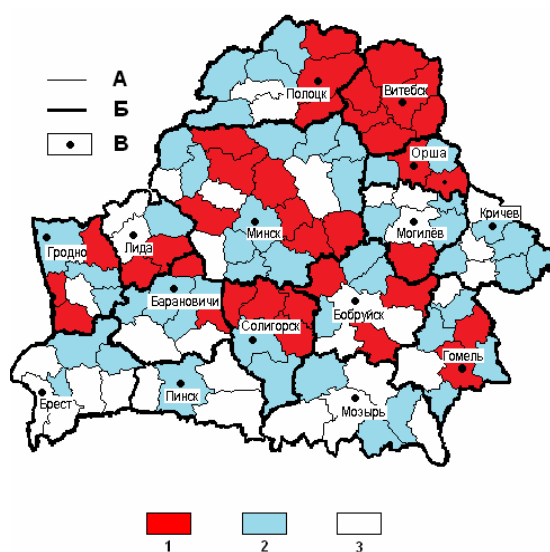 А
Б
В
Полоцк
Витебск
Орша
Кричев
Могилёв
Минск
Лида
Гродно
Барановичи
Бобруйск
Солигорск
Гомель
Пинск
Брест
Мозырь
1
2
3